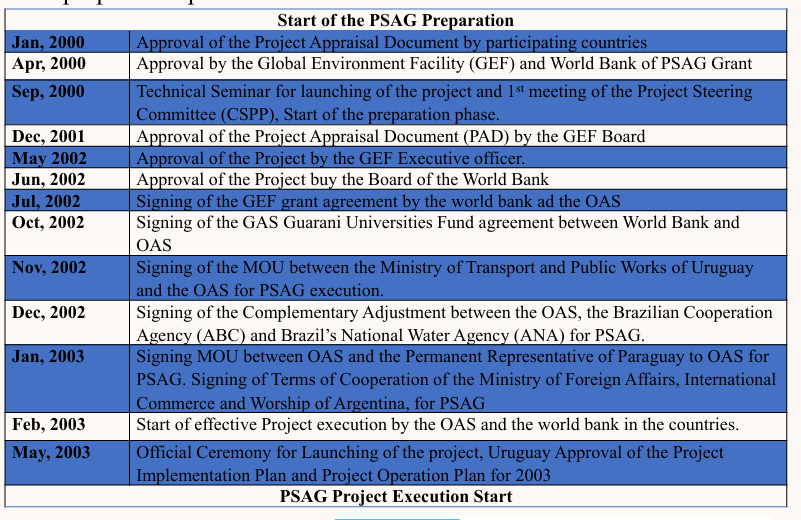 Start of the PSAG Preparation
Jan, 2000 Approval of the Project Appraisal Document by participating countries
Apr, 2000 Approval by the Global Environment Facility (GEF) and World Bank of PSAG Grant
Sep, 2000 Technical Seminar for launching of the project and 1st meeting of the Project Steering
Committee (CSPP), Start of the preparation phase.
Dec, 2001 Approval of the Project Appraisal Document (PAD) by the GEF Board
May 2002 Approval of the Project by the GEF Executive officer.
Jun, 2002 Approval of the Project buy the Board of the World Bank
Jul, 2002 Signing of the GEF grant agreement by the world bank ad the OAS
Oct, 2002 Signing of the GAS Guarani Universities Fund agreement between World Bank and
OAS
Nov, 2002 Signing of the MOU between the Ministry of Transport and Public Works of Uruguay
and the OAS for PSAG execution.
Dec, 2002 Signing of the Complementary Adjustment between the OAS, the Brazilian Cooperation
Agency (ABC) and Brazil’s National Water Agency (ANA) for PSAG.
Jan, 2003 Signing MOU between OAS and the Permanent Representative of Paraguay to OAS for
PSAG. Signing of Terms of Cooperation of the Ministry of Foreign Affairs, International
Commerce and Worship of Argentina, for PSAG
Feb, 2003 Start of effective Project execution by the OAS and the world bank in the countries.
May, 2003 Official Ceremony for Launching of the project, Uruguay Approval of the Project
Implementation Plan and Project Operation Plan for 2003
PSAG Project Execution Start